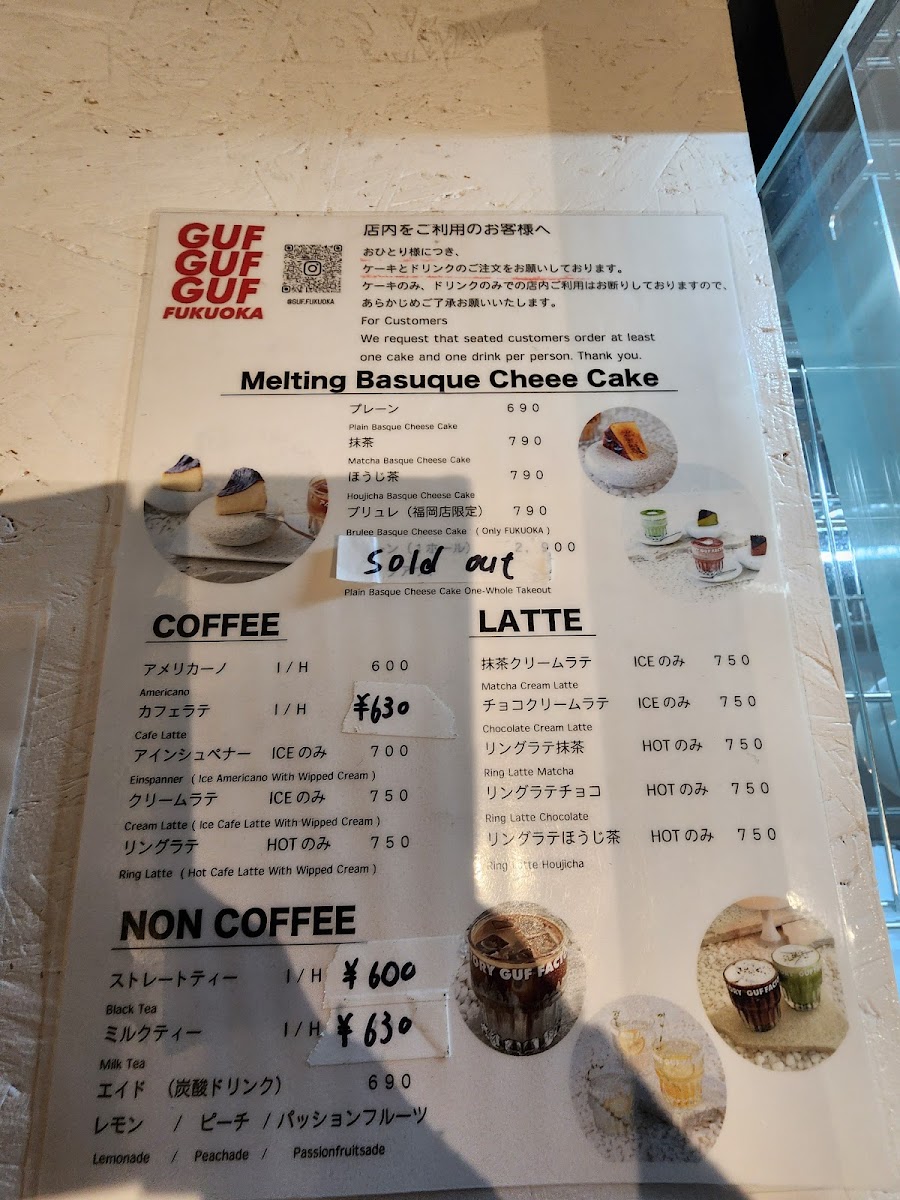 GUF
GUF
GUF
FUKUOKA
@GUF.FUKUOKA
店内をご利用のお客様へ
おひとり様につき、
ケーキとドリンクのご注文をお願いしております。
ケーキのみ、ドリンクのみでの店内ご利用はお断りしておりますので、
あらかじめご了承お願いいたします。
For Customers
We request that seated customers order at least
one cake and one drink per person. Thank you.
Melting Basuque Cheee Cake
プレーン 690
Plain Basque Cheese Cake
抹茶 790
Matcha Basque Cheese Cake
ほうじ茶 790
Houjicha Basque Cheese Cake
ブリュレ（福岡店限定） 790
Brulee Basque Cheese Cake ( Only FUKUOKA )
2,900
Sold out
Plain Basque Cheese Cake One-Whole Takeout
COFFEE
アメリカーノ I/H 600
Americano
カフェラテ I/H ¥630
Cafe Latte
アインシュペナー ICEのみ 700
Einspanner ( Ice Americano With Wipped Cream )
クリームラテ ICEのみ 750
Cream Latte ( Ice Cafe Latte With Wipped Cream )
リングラテ HOTのみ 750
Ring Latte ( Hot Cafe Latte With Wipped Cream )
LATTE
抹茶クリームラテ ICEのみ 750
Matcha Cream Latte
チョコクリームラテ ICEのみ 750
Chocolate Cream Latte
リングラテ抹茶 HOTのみ 750
Ring Latte Matcha
リングラテチョコ HOTのみ 750
Ring Latte Chocolate
リングラテほうじ茶 HOTのみ 750
Ring Latte Houjicha
NON COFFEE
ストレートティー I/H ¥600
Black Tea
ミルクティー I/H ¥630
Milk Tea
エイド （炭酸ドリンク） 690
レモン / ピーチ / パッションフルーツ
Lemonade / Peachade / Passionfruitsade
ORY GUF FAC
ORY GUF FAC